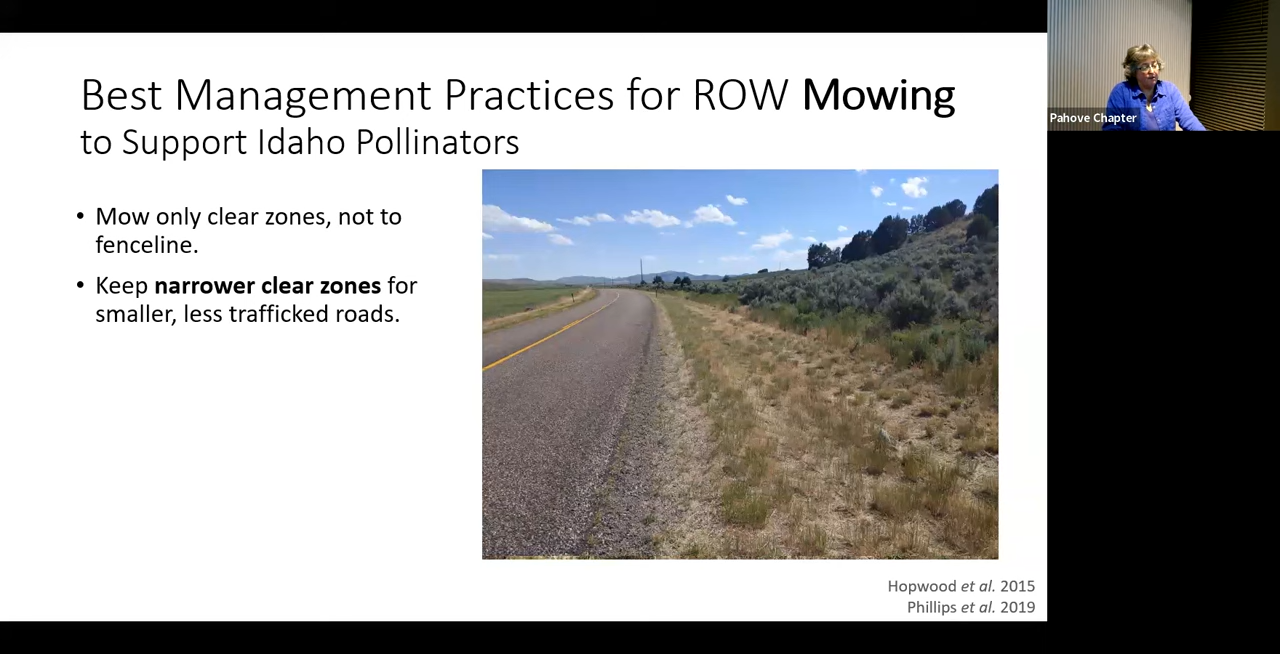 Best Management Practices for ROW Mowing
to Support Idaho Pollinators
• Mow only clear zones, not to
fenceline.
• Keep narrower clear zones for
smaller, less trafficked roads.
Hopwood et al. 2015
Phillips et al. 2019
Pahove Chapter